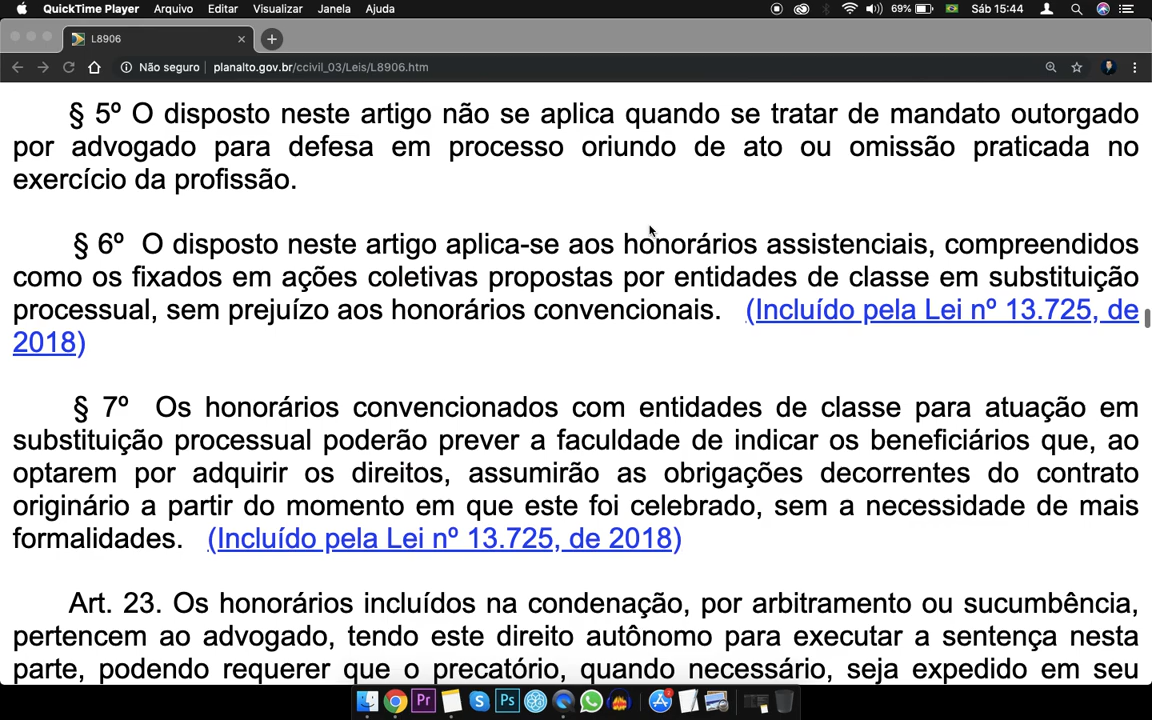 QuickTime Player Arquivo Editar Visualizar Janela Ajuda 69% Sáb 15:44
L8906
Não seguro planalto.gov.br/ccivil_03/Leis/L8906.htm
§ 5º O disposto neste artigo não se aplica quando se tratar de mandato outorgado
por advogado para defesa em processo oriundo de ato ou omissão praticada no
exercício da profissão.
§ 6º O disposto neste artigo aplica-se aos honorários assistenciais, compreendidos
como os fixados em ações coletivas propostas por entidades de classe em substituição
processual, sem prejuízo aos honorários convencionais. (Incluído pela Lei nº 13.725, de
2018)
§ 7º Os honorários convencionados com entidades de classe para atuação em
substituição processual poderão prever a faculdade de indicar os beneficiários que, ao
optarem por adquirir os direitos, assumirão as obrigações decorrentes do contrato
originário a partir do momento em que este foi celebrado, sem a necessidade de mais
formalidades. (Incluído pela Lei nº 13.725, de 2018)
Art. 23. Os honorários incluídos na condenação, por arbitramento ou sucumbência,
pertencem ao advogado, tendo este direito autônomo para executar a sentença nesta
parte, podendo requerer que o precatório, quando necessário, seja expedido em seu
Pr Ps